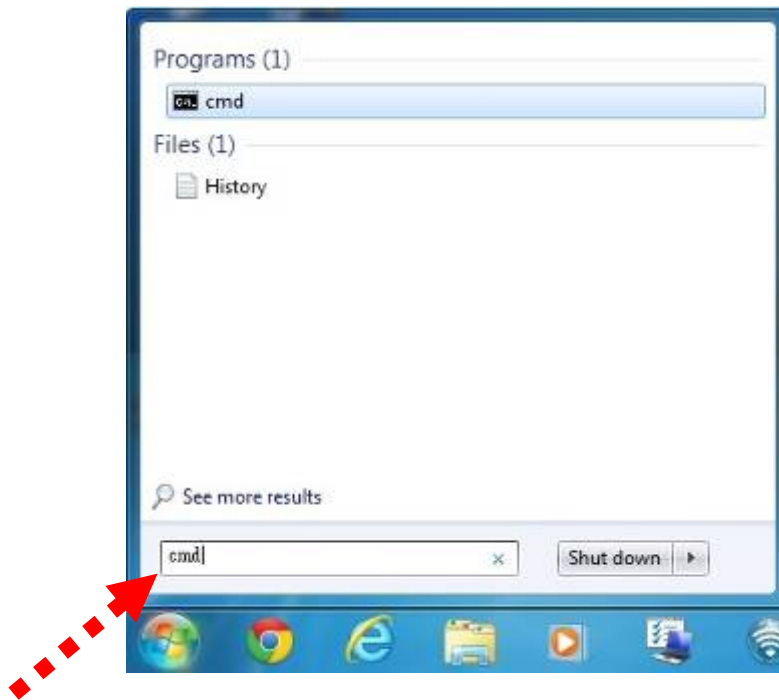 Programs (1)
cmd
Files (1)
History
See more results
cmd
Shut down